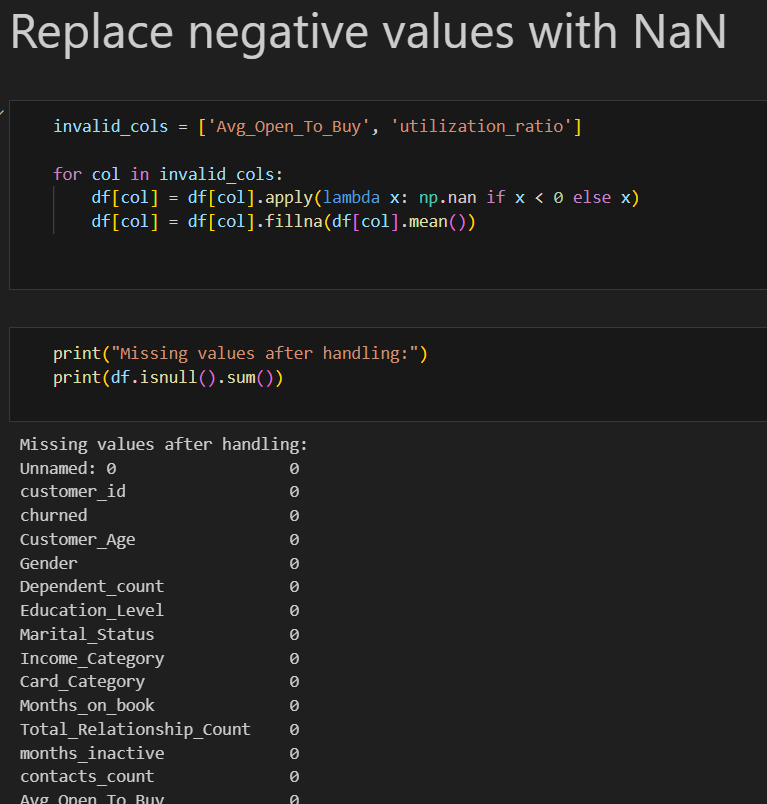 Replace negative values with NaN
invalid_cols = ['Avg_Open_To_Buy', 'utilization_ratio']
for col in invalid_cols:
    df[col] = df[col].apply(lambda x: np.nan if x < 0 else x)
    df[col] = df[col].fillna(df[col].mean())
print("Missing values after handling:")
print(df.isnull().sum())
Missing values after handling:
Unnamed: 0                  0
customer_id                 0
churned                     0
Customer_Age                0
Gender                      0
Dependent_count             0
Education_Level             0
Marital_Status              0
Income_Category             0
Card_Category               0
Months_on_book              0
Total_Relationship_Count    0
months_inactive             0
contacts_count              0
Avg_Open_To_Buy             0